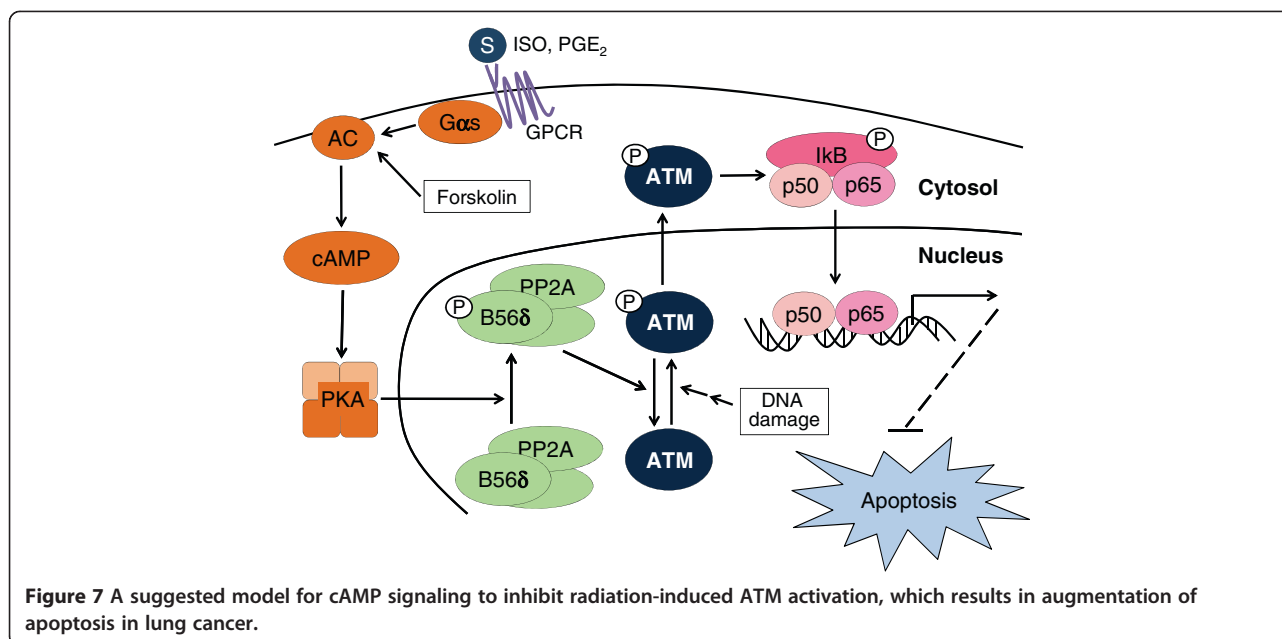 S ISO, PGE₂
GPCR
Gαs
AC
Forskolin
cAMP
PKA
P
PP2A
B56δ
PP2A
B56δ
P
ATM
P
IkB
p50 p65
Cytosol
Nucleus
P
ATM
p50 p65
DNA
damage
ATM
Apoptosis
Figure 7 A suggested model for cAMP signaling to inhibit radiation-induced ATM activation, which results in augmentation of
apoptosis in lung cancer.